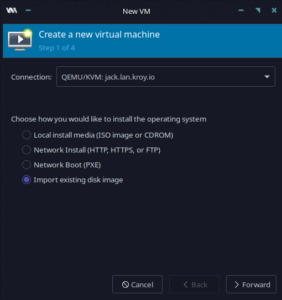 New VM
Create a new virtual machine
Step 1 of 4
Connection: QEMU/KVM: jack.lan.kroy.io
Choose how you would like to install the operating system
Local install media (ISO image or CDROM)
Network Install (HTTP, HTTPS, or FTP)
Network Boot (PXE)
Import existing disk image
Cancel Back Forward